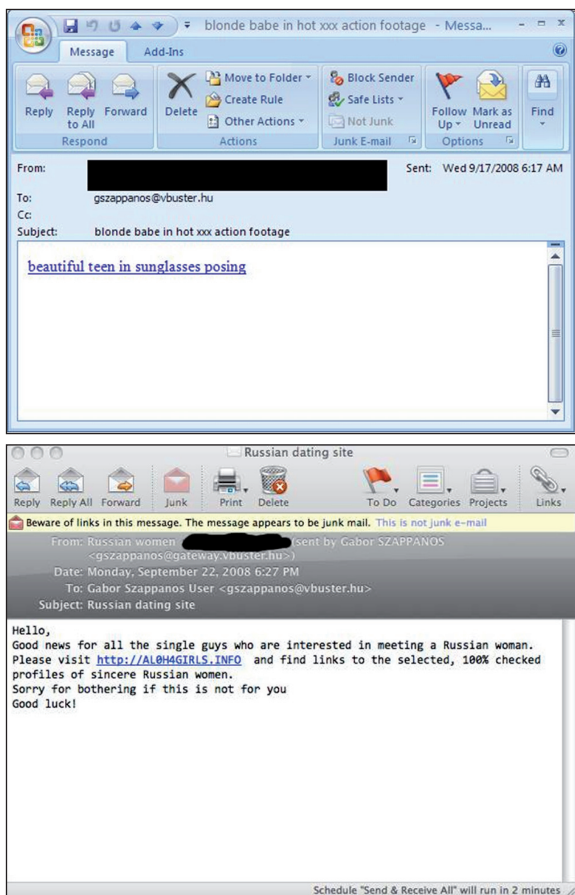 blonde babe in hot xxx action footage - Messa...
Message Add-Ins
Reply Reply to All Forward
Respond
Delete
Move to Folder
Create Rule
Other Actions
Actions
Block Sender
Safe Lists
Not Junk
Junk E-mail
Follow Up Mark as Unread
Options
Find
From: Sent: Wed 9/17/2008 6:17 AM
To: gszappanos@vbuster.hu
Cc:
Subject: blonde babe in hot xxx action footage
beautiful teen in sunglasses posing
Russian dating site
Reply Reply All Forward Junk Print Delete To Do Categories Projects Links
Beware of links in this message. The message appears to be junk mail. This is not junk e-mail
From: Russian women (sent by Gabor SZAPPANOS
<gszappanos@gateway.vbuster.hu>)
Date: Monday, September 22, 2008 6:27 PM
To: Gabor Szappanos User <gszappanos@vbuster.hu>
Subject: Russian dating site
Hello,
Good news for all the single guys who are interested in meeting a Russian woman.
Please visit http://AL0H4GIRLS.INFO and find links to the selected, 100% checked
profiles of sincere Russian women.
Sorry for bothering if this is not for you
Good luck!
Schedule "Send & Receive All" will run in 2 minutes